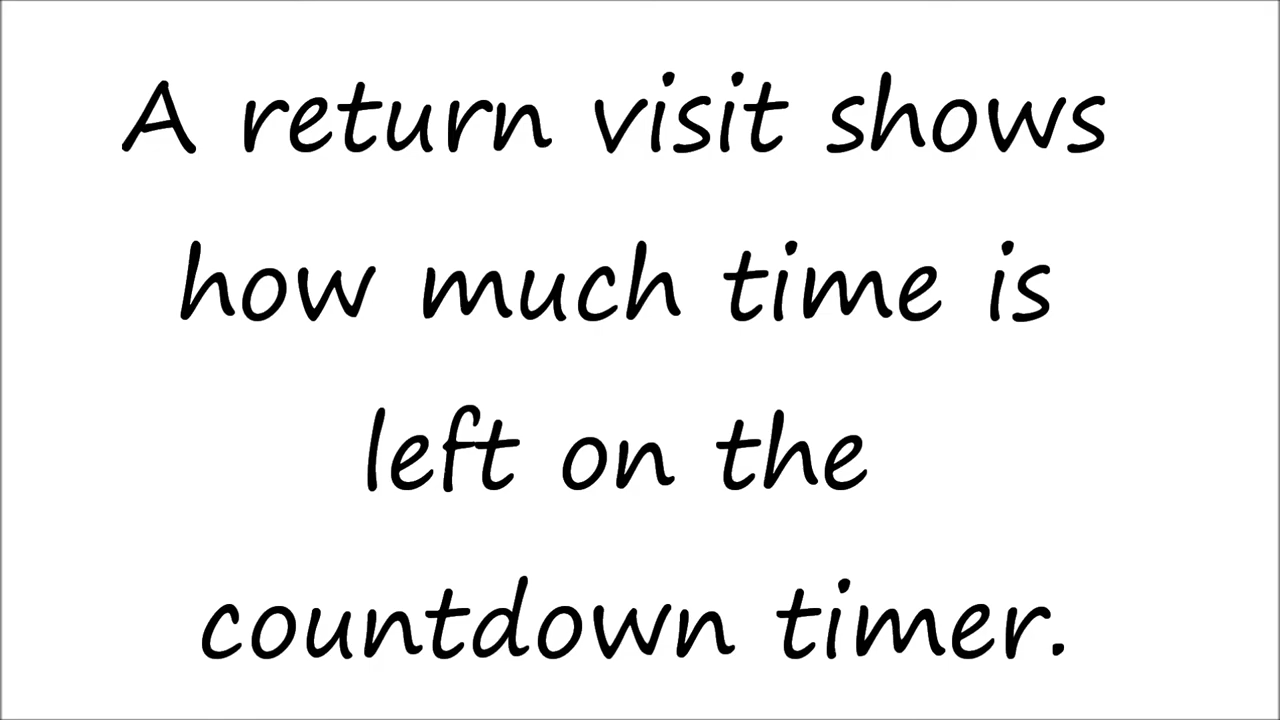 A return visit shows
how much time is
left on the
countdown timer.